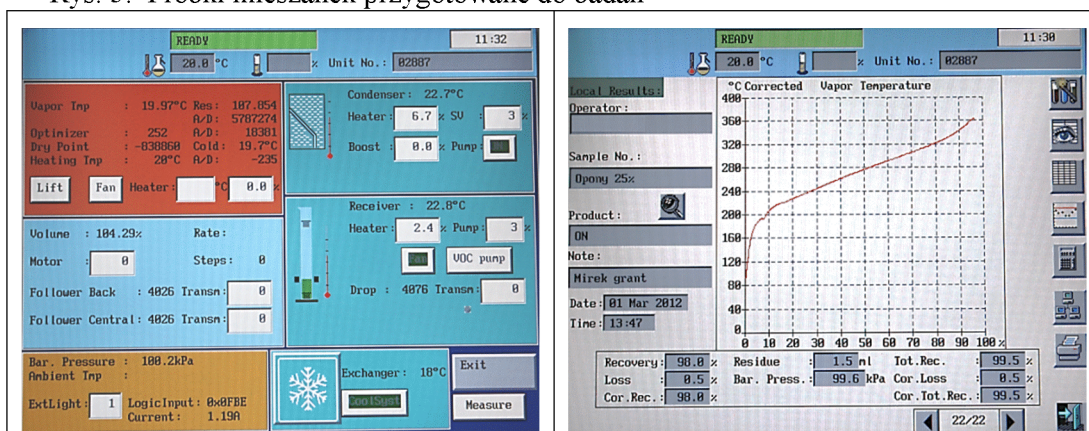 Rys. 3. Próbki mieszanek przygotowane do badań
READY
11:32
20.0 °C
% Unit No.: 02887
Vapor Tmp : 19.97°C Res: 107.854
A/D: 5787274
Optimizer : 252 A/D: 18381
Dry Point : -838860 Cold: 19.7°C
Heating Tmp : 20°C A/D: -235
Lift Fan Heater: °C 0.0 %
Condenser: 22.7°C
Heater: 6.7 % SV : 3 %
Boost : 0.0 % Pump:
Volume : 104.29% Rate:
Motor : 0 Steps: 0
Follower Back : 4026 Transm: 0
Follower Central: 4026 Transm: 0
Receiver : 22.8°C
Heater: 2.4 % Pump: 3 %
Fan VOC pump
Drop : 4076 Transm: 0
Bar. Pressure : 100.2kPa
Ambient Tmp :
ExtLight: 1 LogicInput: 0x0FBE
Current: 1.19A
Exchanger: 18°C
CoolSyst
Exit
Measure
READY
11:30
20.0 °C
% Unit No.: 02887
Local Results:
Operator:
Sample No.:
Opony 25%
Product:
ON
Note:
Mirek grant
Date: 01 Mar 2012
Time: 13:47
°C Corrected Vapor Temperature
400
360
320
280
240
200
160
120
80
40
0
0 10 20 30 40 50 60 70 80 90 100 %
Recovery: 98.0 % Residue : 1.5 ml Tot.Rec. : 99.5 %
Loss : 0.5 % Bar. Press.: 99.6 kPa Cor.Loss : 0.5 %
Cor.Rec.: 98.0 % Cor.Tot.Rec.: 99.5 %
22/22